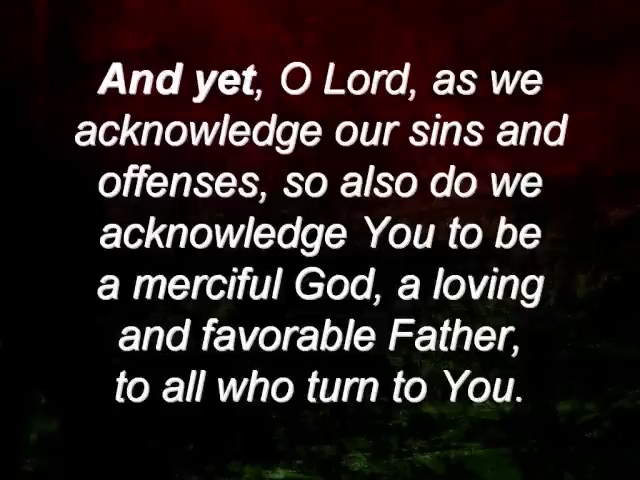 And yet, O Lord, as we
acknowledge our sins and
offenses, so also do we
acknowledge You to be
a merciful God, a loving
and favorable Father,
to all who turn to You.